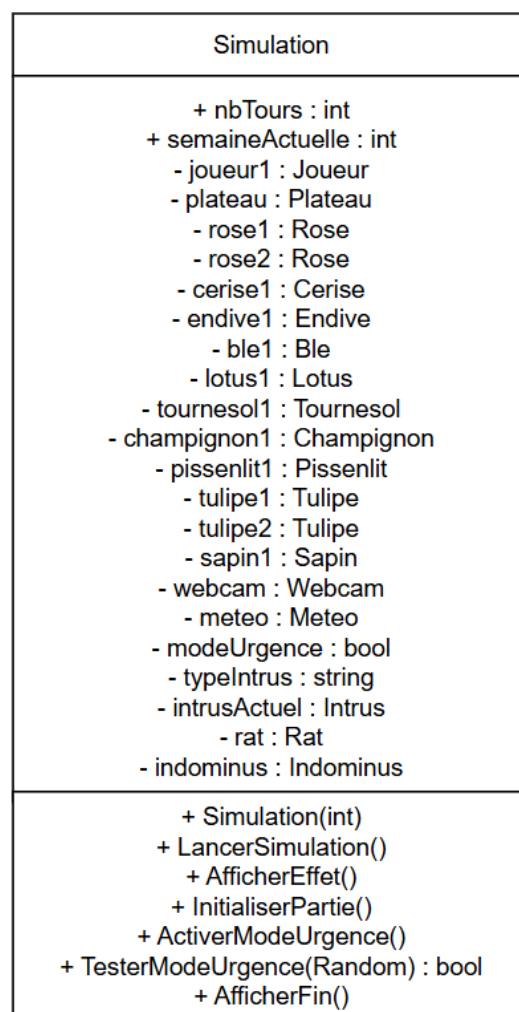 Simulation
+ nbTours : int
+ semaineActuelle : int
- joueur1 : Joueur
- plateau : Plateau
- rose1 : Rose
- rose2 : Rose
- cerise1 : Cerise
- endive1 : Endive
- ble1 : Ble
- lotus1 : Lotus
- tournesol1 : Tournesol
- champignon1 : Champignon
- pissenlit1 : Pissenlit
- tulipe1 : Tulipe
- tulipe2 : Tulipe
- sapin1 : Sapin
- webcam : Webcam
- meteo : Meteo
- modeUrgence : bool
- typeIntrus : string
- intrusActuel : Intrus
- rat : Rat
- indominus : Indominus
+ Simulation(int)
+ LancerSimulation()
+ AfficherEffet()
+ InitialiserPartie()
+ ActiverModeUrgence()
+ TesterModeUrgence(Random) : bool
+ AfficherFin()